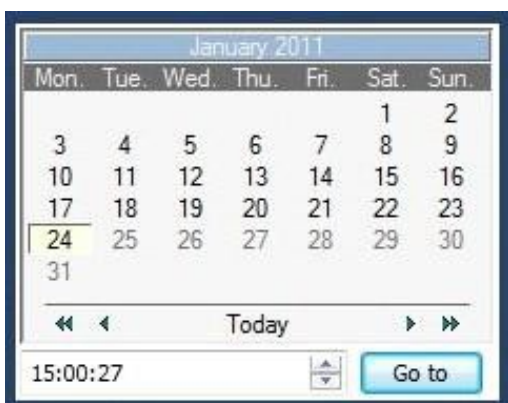 January 2011
Mon. Tue. Wed. Thu. Fri. Sat. Sun.
1 2
3 4 5 6 7 8 9
10 11 12 13 14 15 16
17 18 19 20 21 22 23
24 25 26 27 28 29 30
31
Today
15:00:27 Go to